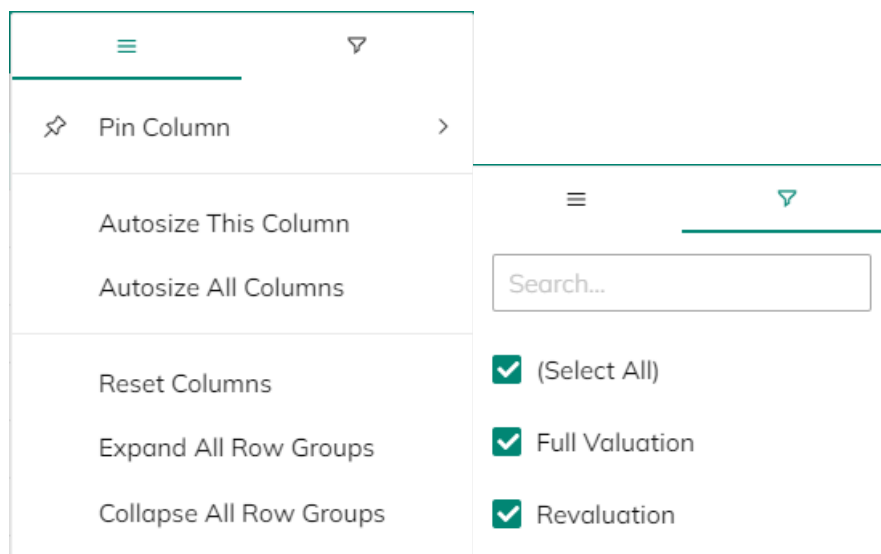 Pin Column
Autosize This Column
Autosize All Columns
Reset Columns
Expand All Row Groups
Collapse All Row Groups
Search...
(Select All)
Full Valuation
Revaluation